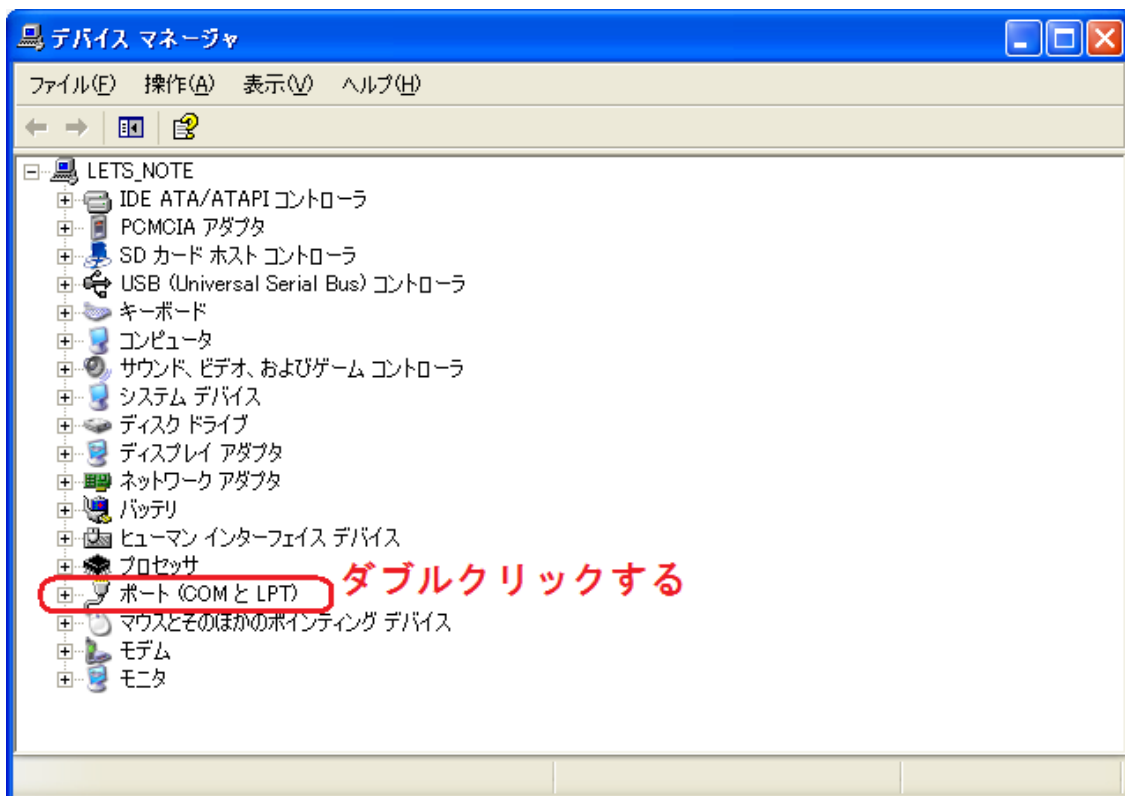 デバイス マネージャ
ファイル(F) 操作(A) 表示(V) ヘルプ(H)
LETS_NOTE
IDE ATA/ATAPI コントローラ
PCMCIA アダプタ
SD カード ホスト コントローラ
USB (Universal Serial Bus) コントローラ
キーボード
コンピュータ
サウンド、ビデオ、およびゲーム コントローラ
システム デバイス
ディスク ドライブ
ディスプレイ アダプタ
ネットワーク アダプタ
バッテリ
ヒューマン インターフェイス デバイス
プロセッサ
ポート (COM と LPT) ダブルクリックする
マウスとそのほかのポインティング デバイス
モデム
モニタ